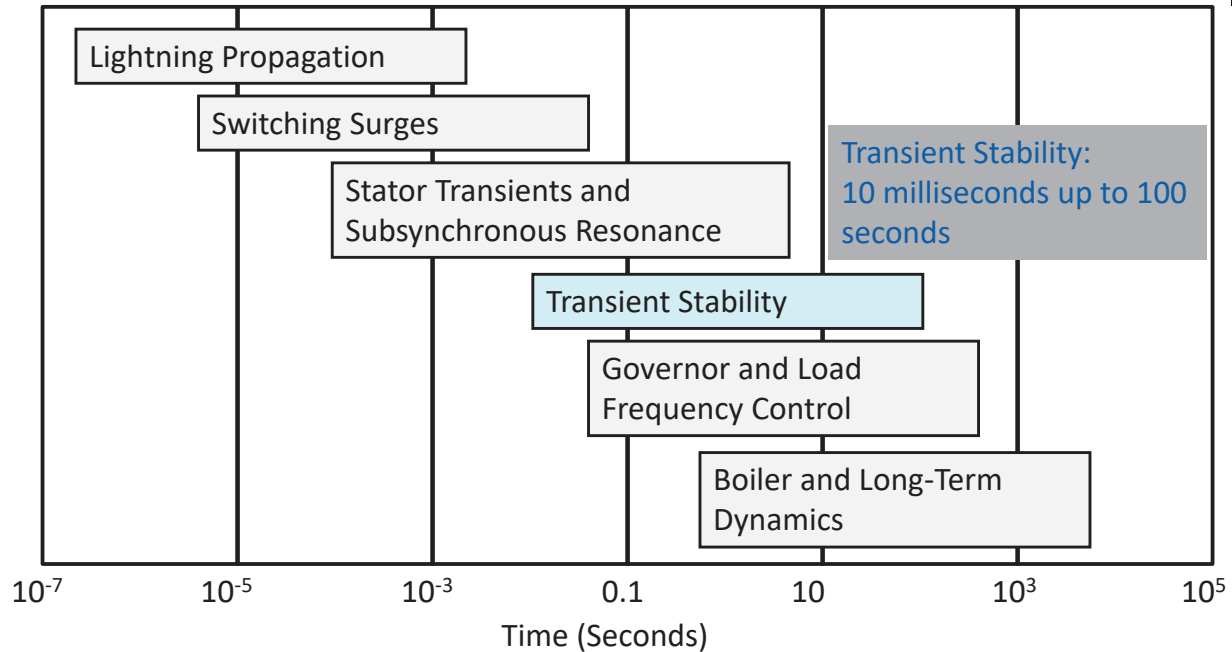 Lightning Propagation
Switching Surges
Transient Stability:
10 milliseconds up to 100
seconds
Stator Transients and
Subsynchronous Resonance
Transient Stability
Governor and Load
Frequency Control
Boiler and Long-Term
Dynamics
10⁻⁷ 10⁻⁵ 10⁻³ 0.1 10 10³ 10⁵
Time (Seconds)